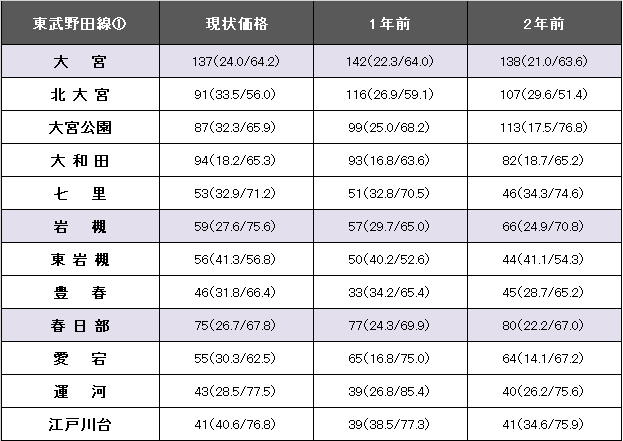 東武野田線① 現状価格 1年前 2年前
大宮 137(24.0/64.2) 142(22.3/64.0) 138(21.0/63.6)
北大宮 91(33.5/56.0) 116(26.9/59.1) 107(29.6/51.4)
大宮公園 87(32.3/65.9) 99(25.0/68.2) 113(17.5/76.8)
大和田 94(18.2/65.3) 93(16.8/63.6) 82(18.7/65.2)
七里 53(32.9/71.2) 51(32.8/70.5) 46(34.3/74.6)
岩槻 59(27.6/75.6) 57(29.7/65.0) 66(24.9/70.8)
東岩槻 56(41.3/56.8) 50(40.2/52.6) 44(41.1/54.3)
豊春 46(31.8/66.4) 33(34.2/65.4) 45(28.7/65.2)
春日部 75(26.7/67.8) 77(24.3/69.9) 80(22.2/67.0)
愛宕 55(30.3/62.5) 65(16.8/75.0) 64(14.1/67.2)
運河 43(28.5/77.5) 39(26.8/85.4) 40(26.2/75.6)
江戸川台 41(40.6/76.8) 39(38.5/77.3) 41(34.6/75.9)